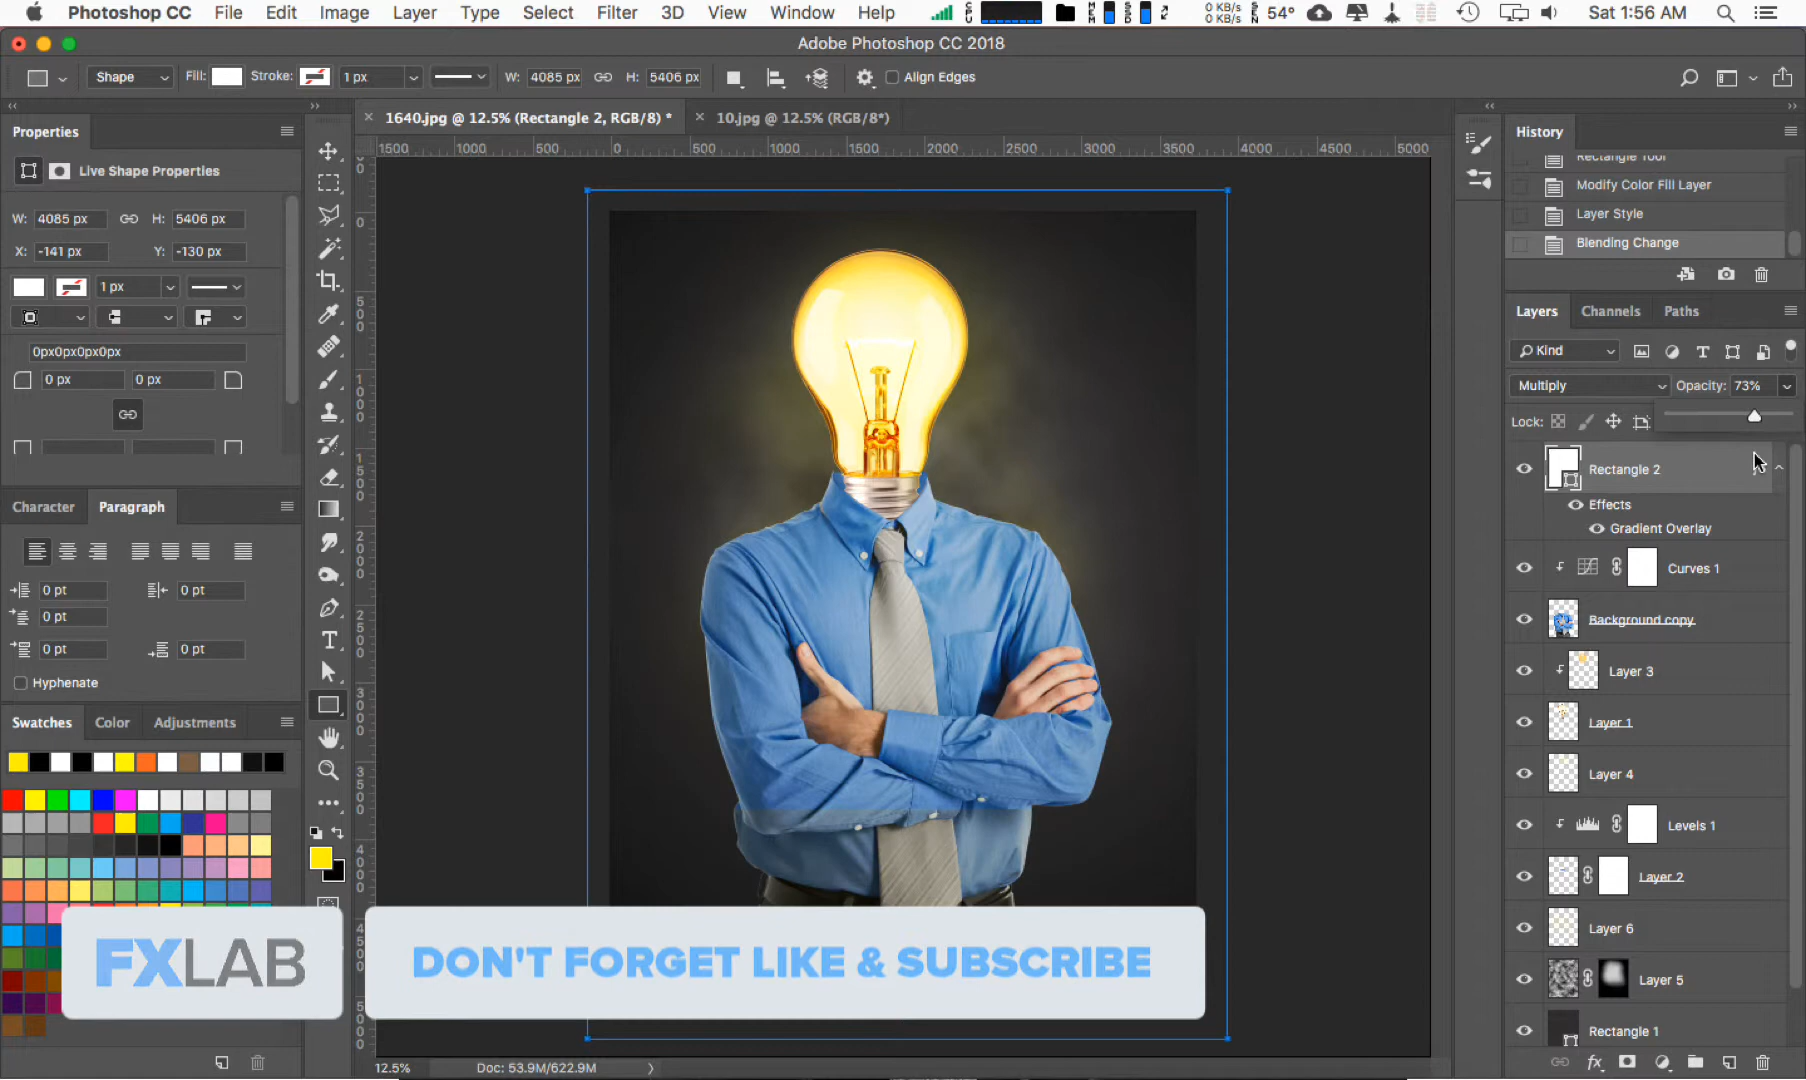 Photoshop CC File Edit Image Layer Type Select Filter 3D View Window Help 0 KB/s 0 KB/s 54° Sat 1:56 AM
Adobe Photoshop CC 2018
Shape Fill: Stroke: 1 px W: 4085 px H: 5406 px Align Edges
1640.jpg @ 12.5% (Rectangle 2, RGB/8) * 10.jpg @ 12.5% (RGB/8*)
1500 1000 500 0 500 1000 1500 2000 2500 3000 3500 4000 4500 5000
Properties
Live Shape Properties
W: 4085 px H: 5406 px
X: -141 px Y: -130 px
1 px
0px0px0px0px
0 px 0 px
Character Paragraph
0 pt 0 pt
0 pt
0 pt 0 pt
Hyphenate
Swatches Color Adjustments
History
Rectangle Tool
Modify Color Fill Layer
Layer Style
Blending Change
Layers Channels Paths
Kind
Multiply Opacity: 73%
Lock:
Rectangle 2
Effects
Gradient Overlay
Curves 1
Background copy
Layer 3
Layer 1
Layer 4
Levels 1
Layer 2
Layer 6
Layer 5
Rectangle 1
FXLAB
DON'T FORGET LIKE & SUBSCRIBE
12.5% Doc: 53.9M/622.9M